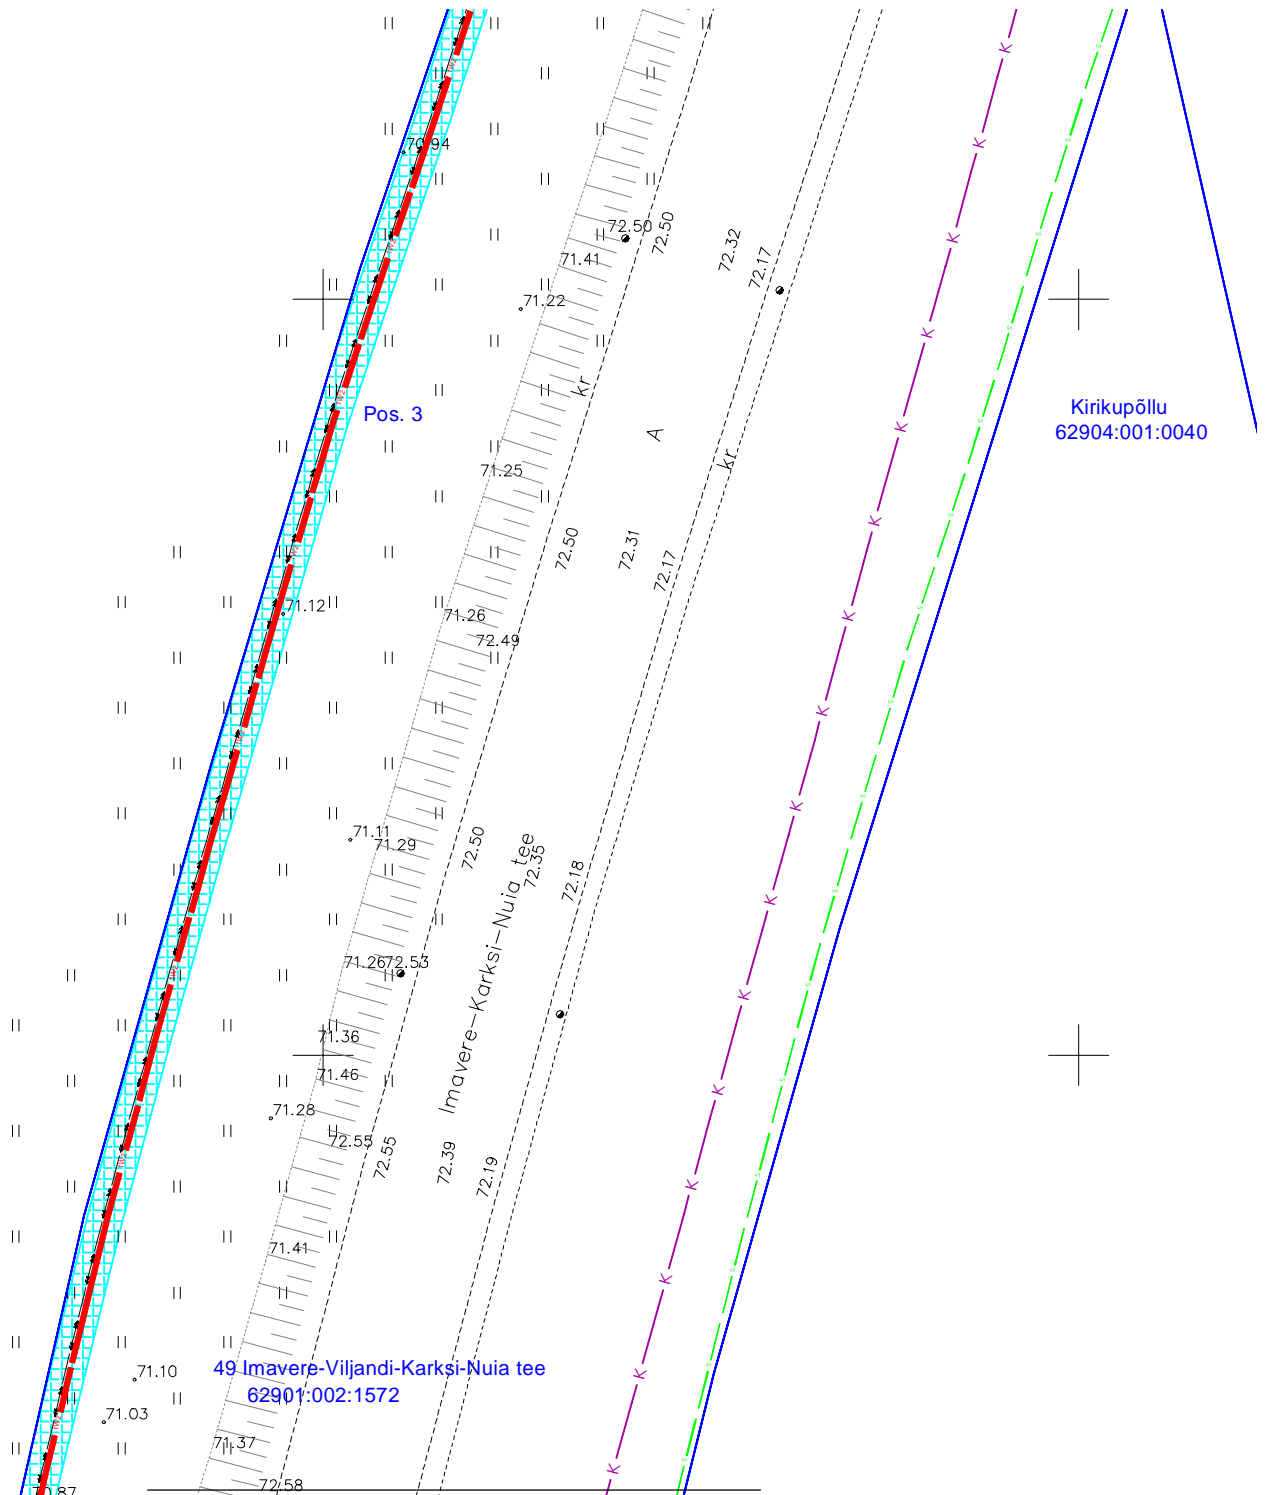 K
s
70.94
72.50
72.50
71.41
72.32
72.17
K
71.22
K
kr
Pos. 3
Kirikupõllu
62904:001:0040
A
K
kr
71.25
K
s
72.50
72.31
72.17
71.12
71.26
K
72.49
K
K
71.11
71.29
72.50
72.35
72.18
K
71.26
72.53
Imavere-Karksi-Nuia tee
K
71.36
71.46
K
71.28
72.55
72.55
72.39
72.19
K
71.41
K
49 Imavere-Viljandi-Karksi-Nuia tee
62901:002:1572
71.10
K
71.03
71.37
K
72.58
70.87